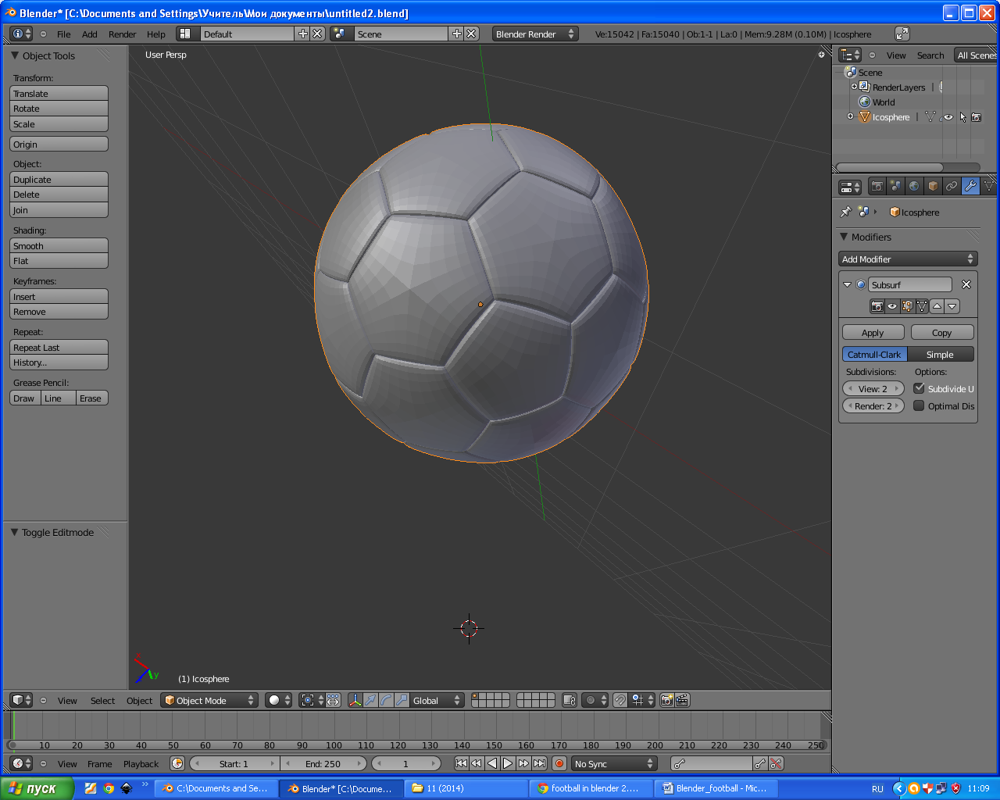 Blender* [C:\Documents and Settings\Учитель\Мои документы\untitled2.blend]
File Add Render Help Default Scene Blender Render Ve:15042 | Fa:15040 | Ob:1-1 | La:0 | Mem:9.28M (0.10M) | Icosphere
Object Tools
Transform:
Translate
Rotate
Scale
Origin
Object:
Duplicate
Delete
Join
Shading:
Smooth
Flat
Keyframes:
Insert
Remove
Repeat:
Repeat Last
History...
Grease Pencil:
Draw Line Erase
Toggle Editmode
User Persp
y
(1) Icosphere
View Search All Scenes
Scene
RenderLayers |
World
Icosphere |
Icosphere
Modifiers
Add Modifier
Subsurf
Apply Copy
Catmull-Clark Simple
Subdivisions: Options:
View: 2 Subdivide U
Render: 2 Optimal Dis
View Select Object Object Mode Global
10 20 30 40 50 60 70 80 90 100 110 120 130 140 150 160 170 180 190 200 210 220 230 240 250
View Frame Playback Start: 1 End: 250 1 No Sync
пуск C:\Documents and Se... Blender* [C:\Docume... 11 (2014) football in blender 2.... Blender_football - Mic... RU 11:09